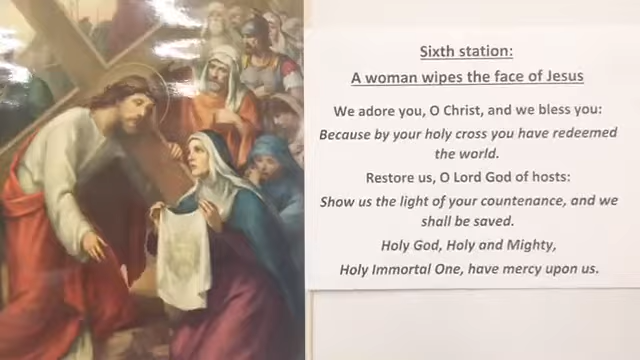 Sixth station:
A woman wipes the face of Jesus
We adore you, O Christ, and we bless you:
Because by your holy cross you have redeemed
the world.
Restore us, O Lord God of hosts:
Show us the light of your countenance, and we
shall be saved.
Holy God, Holy and Mighty,
Holy Immortal One, have mercy upon us.